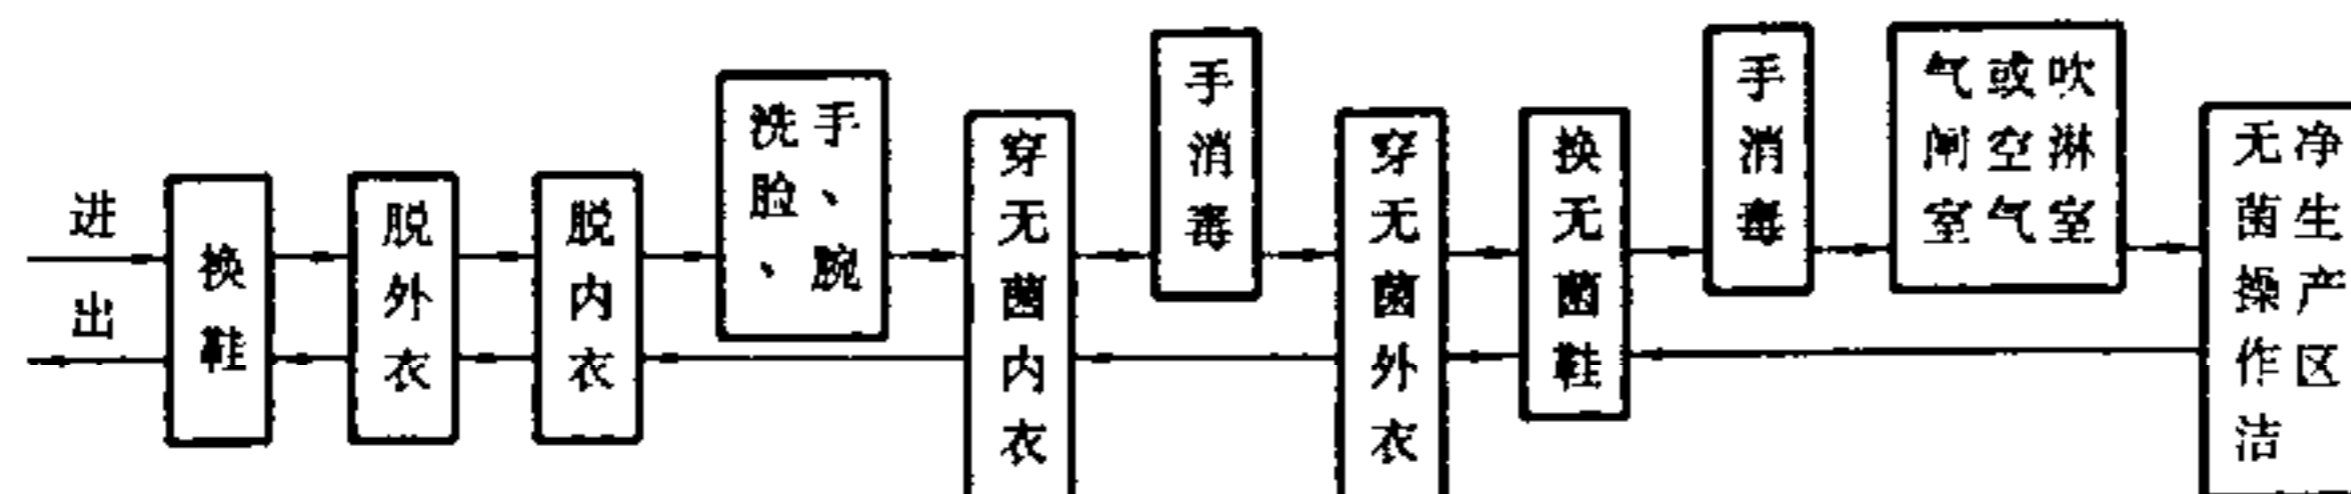 进
出
换鞋
脱外衣
脱内衣
洗脸、
手、腕
穿无菌内衣
手消毒
穿无菌外衣
换无菌鞋
手消毒
气闸室
或空气
吹淋室
无菌操作洁
净生产区